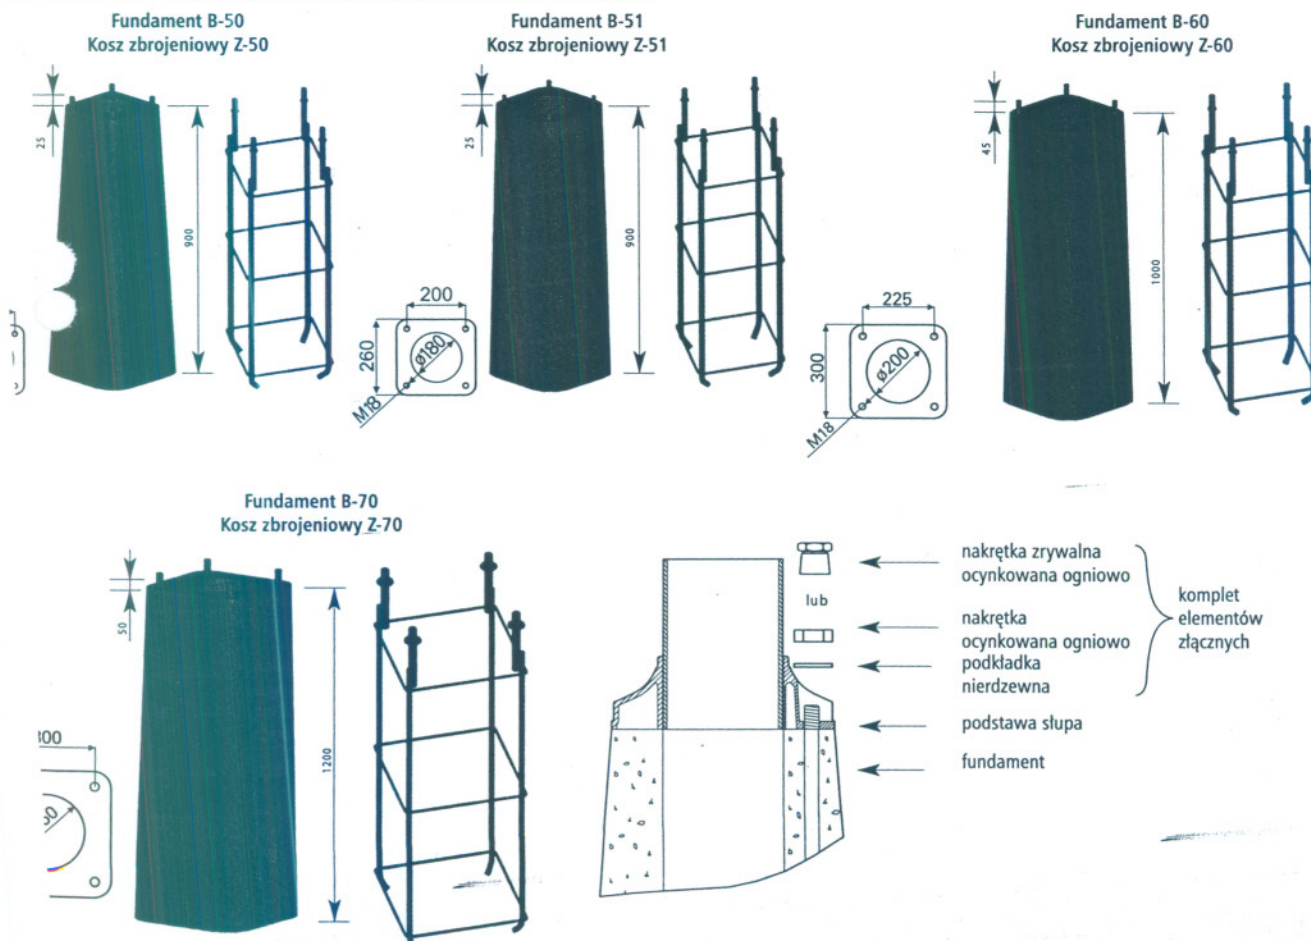 Fundament B-50
Kosz zbrojeniowy Z-50
25
900
Fundament B-51
Kosz zbrojeniowy Z-51
25
900
200
260
ø180
M18
Fundament B-60
Kosz zbrojeniowy Z-60
45
1000
225
300
ø200
M18
Fundament B-70
Kosz zbrojeniowy Z-70
50
1200
nakrętka zrywalna
ocynkowana ogniowo
lub
nakrętka
ocynkowana ogniowo
podkładka
nierdzewna
komplet
elementów
złącznych
podstawa słupa
fundament